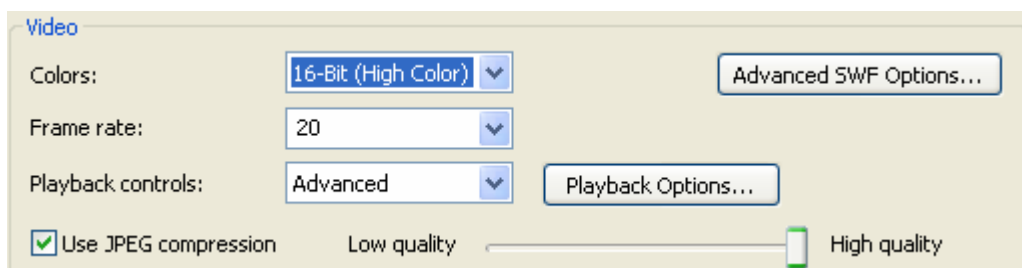 Video
Colors: 16-Bit (High Color) Advanced SWF Options...
Frame rate: 20
Playback controls: Advanced Playback Options...
Use JPEG compression Low quality High quality